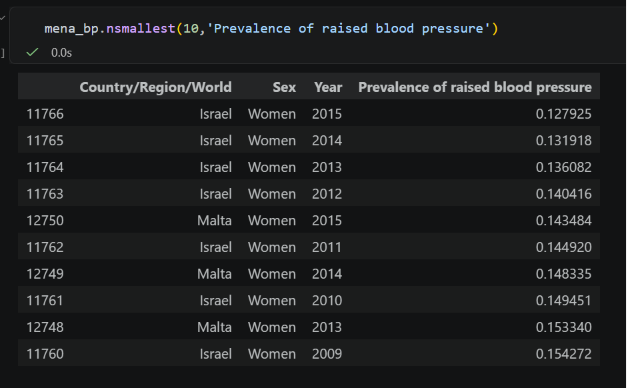 mena_bp.nsmallest(10,'Prevalence of raised blood pressure')
] ✓ 0.0s
Country/Region/World Sex Year Prevalence of raised blood pressure
11766 Israel Women 2015 0.127925
11765 Israel Women 2014 0.131918
11764 Israel Women 2013 0.136082
11763 Israel Women 2012 0.140416
12750 Malta Women 2015 0.143484
11762 Israel Women 2011 0.144920
12749 Malta Women 2014 0.148335
11761 Israel Women 2010 0.149451
12748 Malta Women 2013 0.153340
11760 Israel Women 2009 0.154272